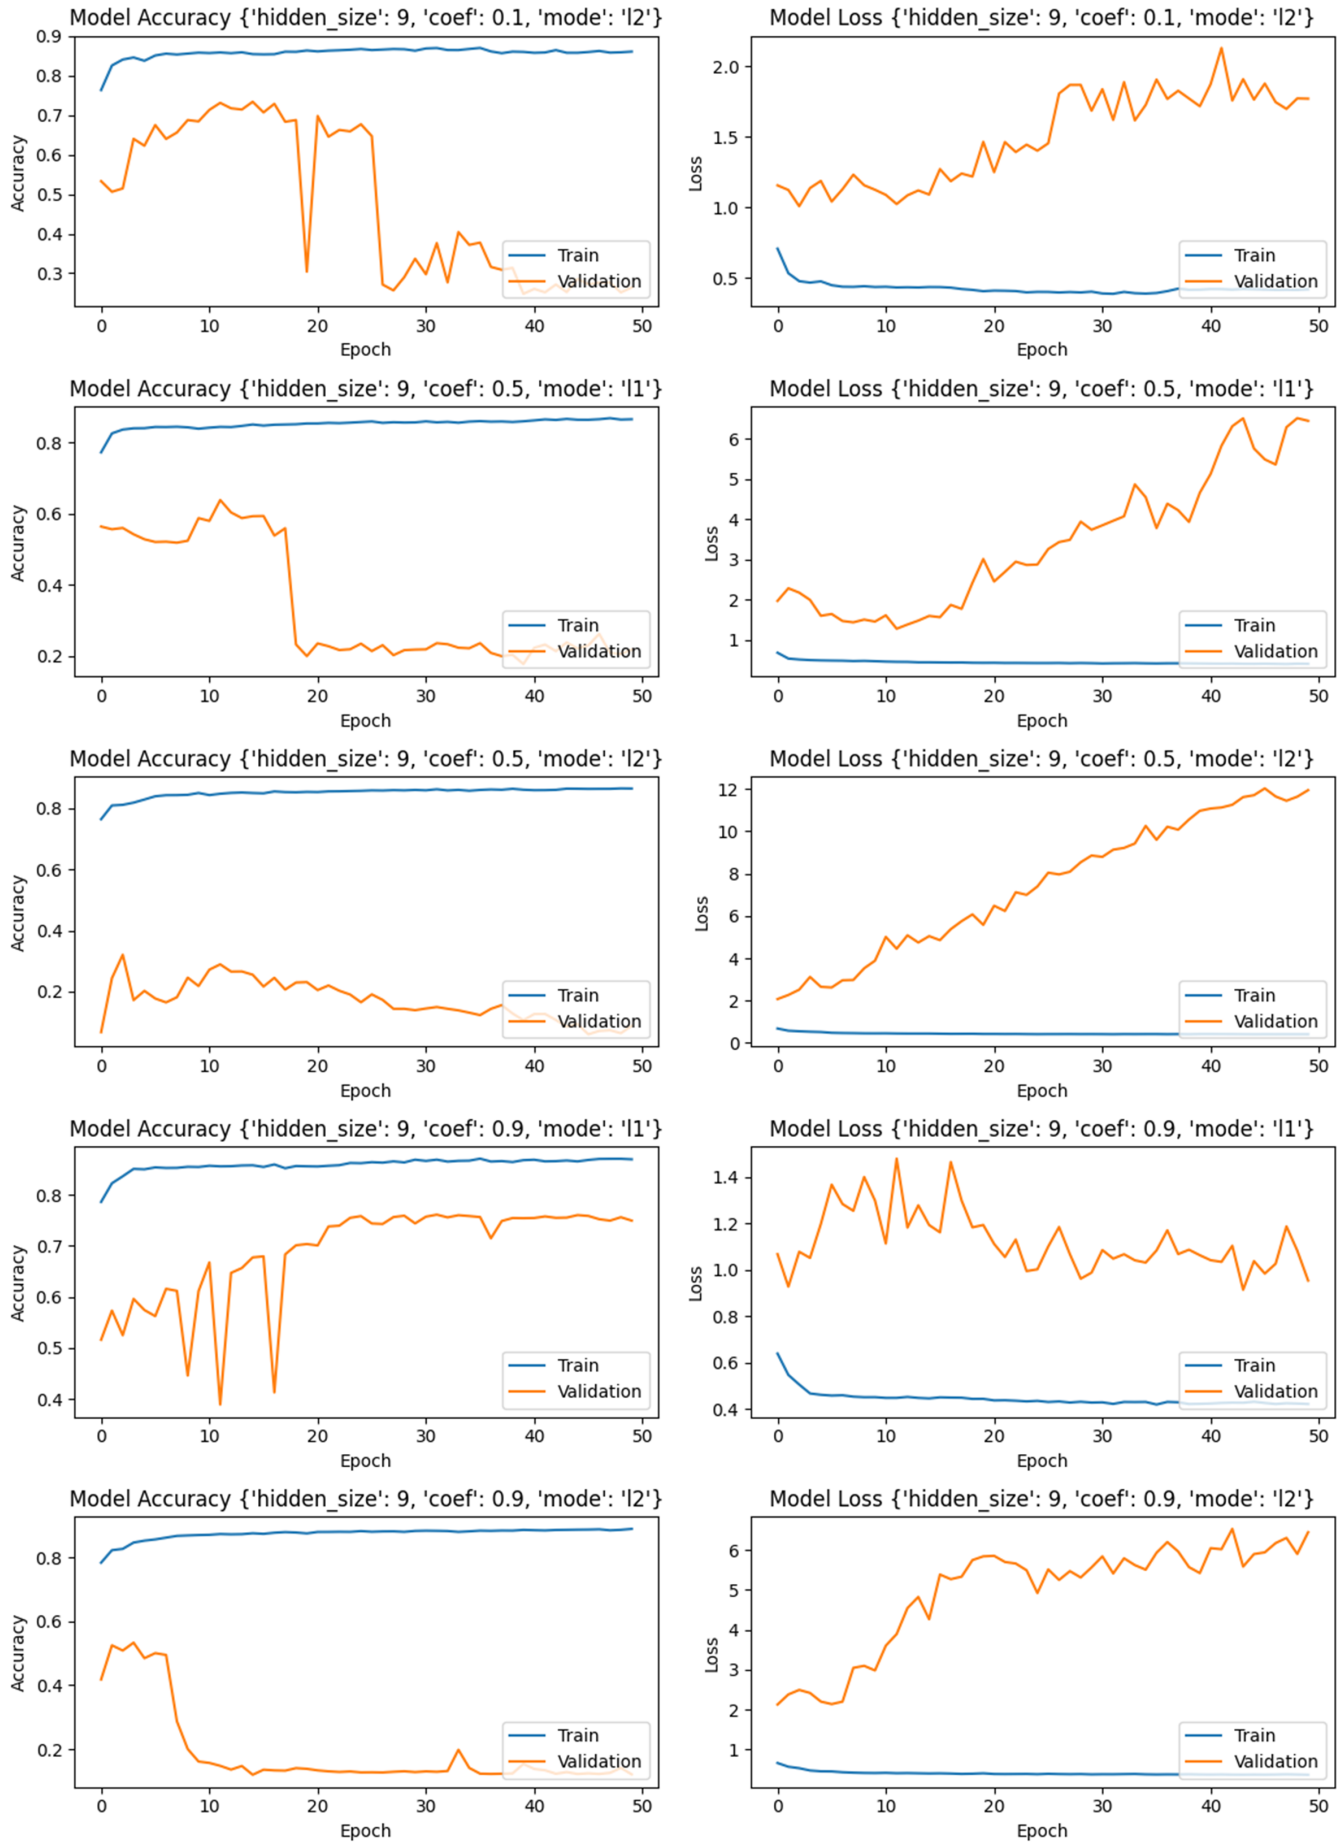 Model Accuracy {'hidden_size': 9, 'coef': 0.1, 'mode': 'l2'}
0.9
0.8
0.7
0.6
0.5
0.4
0.3
Accuracy
Train
Validation
0 10 20 30 40 50
Epoch
Model Loss {'hidden_size': 9, 'coef': 0.1, 'mode': 'l2'}
2.0
1.5
1.0
0.5
Loss
Train
Validation
0 10 20 30 40 50
Epoch
Model Accuracy {'hidden_size': 9, 'coef': 0.5, 'mode': 'l1'}
0.8
0.6
0.4
0.2
Accuracy
Train
Validation
0 10 20 30 40 50
Epoch
Model Loss {'hidden_size': 9, 'coef': 0.5, 'mode': 'l1'}
6
5
4
3
2
1
Loss
Train
Validation
0 10 20 30 40 50
Epoch
Model Accuracy {'hidden_size': 9, 'coef': 0.5, 'mode': 'l2'}
0.8
0.6
0.4
0.2
Accuracy
Train
Validation
0 10 20 30 40 50
Epoch
Model Loss {'hidden_size': 9, 'coef': 0.5, 'mode': 'l2'}
12
10
8
6
4
2
0
Loss
Train
Validation
0 10 20 30 40 50
Epoch
Model Accuracy {'hidden_size': 9, 'coef': 0.9, 'mode': 'l1'}
0.8
0.7
0.6
0.5
0.4
Accuracy
Train
Validation
0 10 20 30 40 50
Epoch
Model Loss {'hidden_size': 9, 'coef': 0.9, 'mode': 'l1'}
1.4
1.2
1.0
0.8
0.6
0.4
Loss
Train
Validation
0 10 20 30 40 50
Epoch
Model Accuracy {'hidden_size': 9, 'coef': 0.9, 'mode': 'l2'}
0.8
0.6
0.4
0.2
Accuracy
Train
Validation
0 10 20 30 40 50
Epoch
Model Loss {'hidden_size': 9, 'coef': 0.9, 'mode': 'l2'}
6
5
4
3
2
1
Loss
Train
Validation
0 10 20 30 40 50
Epoch